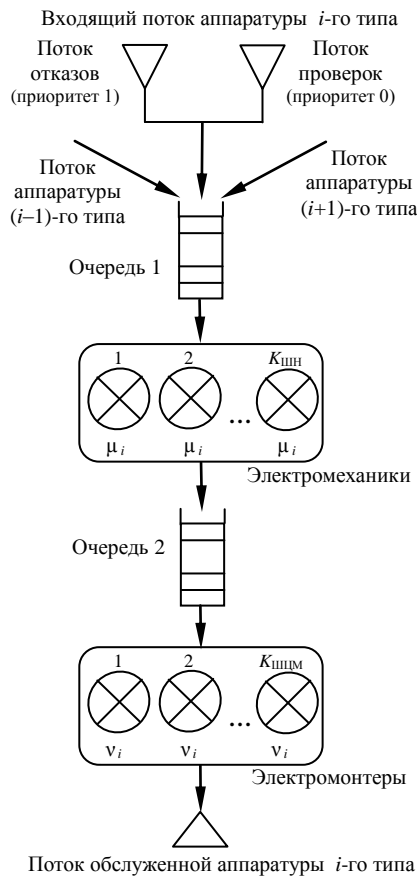 Входящий поток аппаратуры i-го типа
Поток
отказов
(приоритет 1)
Поток
проверок
(приоритет 0)
Поток
аппаратуры
(i–1)-го типа
Поток
аппаратуры
(i+1)-го типа
Очередь 1
1 2 KШН
...
μi μi μi
Электромеханики
Очередь 2
1 2 KШЦМ
...
νi νi νi
Электромонтеры
Поток обслуженной аппаратуры i-го типа